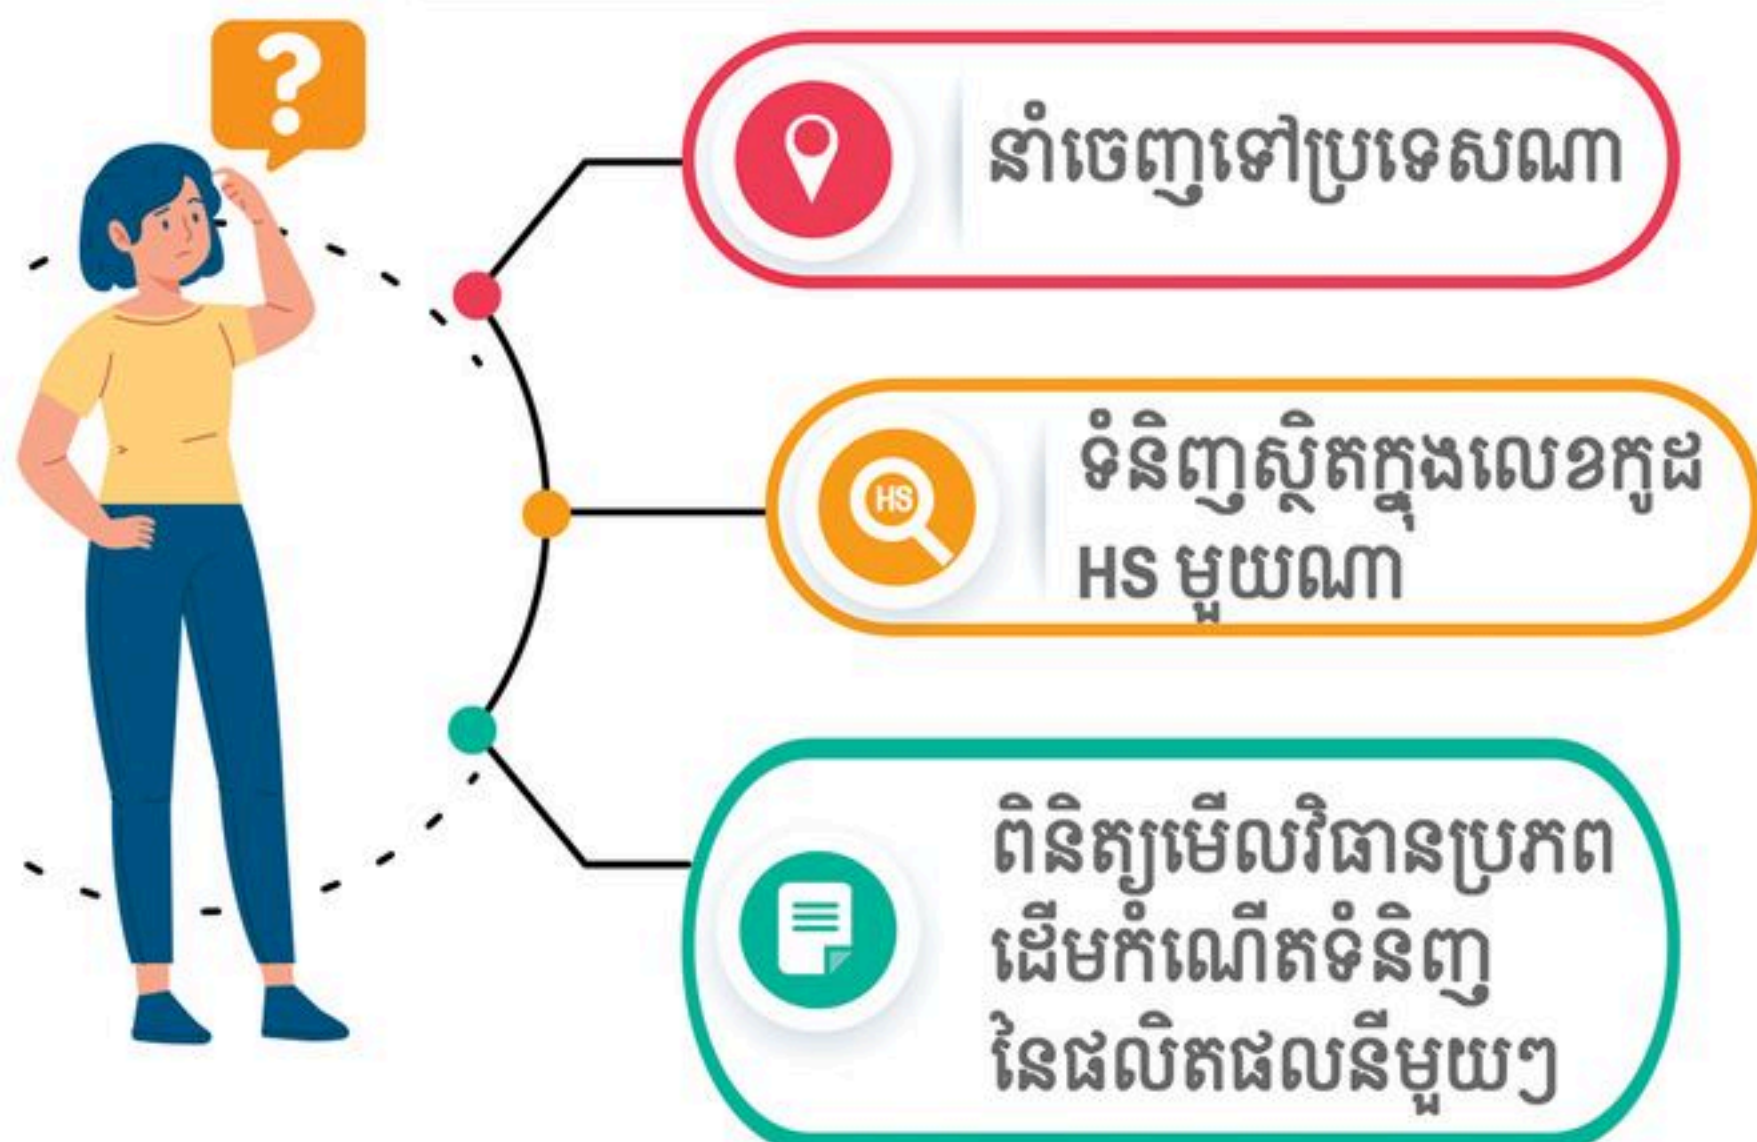 ?
នាំចេញទៅប្រទេសណា
HS
ទំនិញស្ថិតក្នុងលេខកូដ
HS មួយណា
ពិនិត្យមើលវិធានប្រភព
ដើមកំណើតទំនិញ
នៃផលិតផលនីមួយៗ